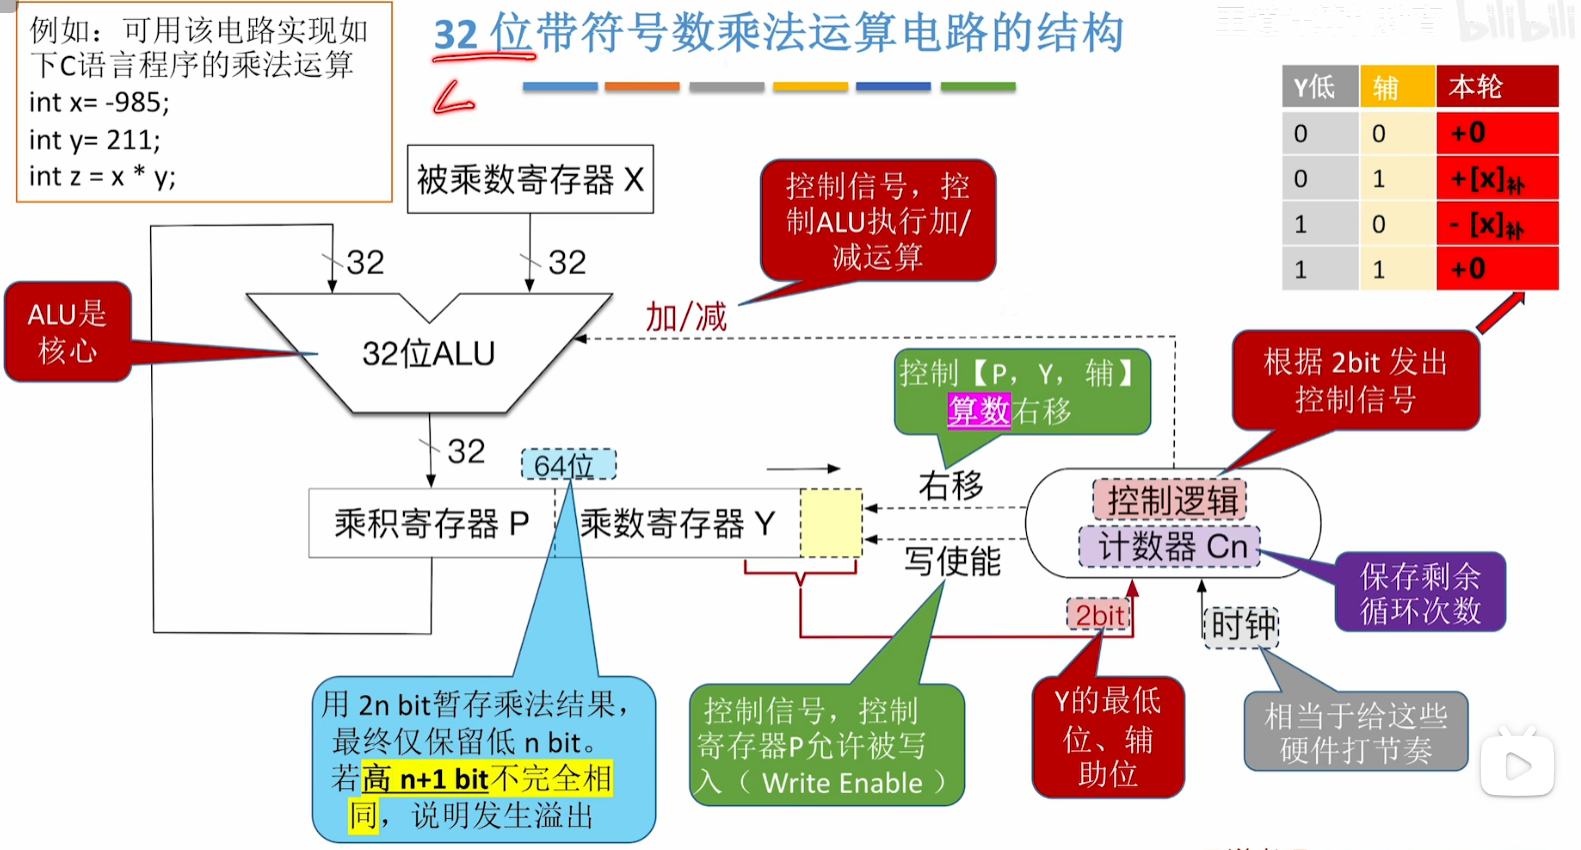 例如：可用该电路实现如
下C语言程序的乘法运算
int x= -985;
int y= 211;
int z = x * y;
32 位带符号数乘法运算电路的结构
bilibili
Y低 辅 本轮
0 0 +0
0 1 +[x]补
1 0 - [x]补
1 1 +0
被乘数寄存器 X
控制信号，控
制ALU执行加/
减运算
32
32
ALU是
核心
32位ALU
加/减
控制【P，Y，辅】
算数右移
根据 2bit 发出
控制信号
32
64位
乘积寄存器 P
乘数寄存器 Y
右移
写使能
控制逻辑
计数器 Cn
保存剩余
循环次数
2bit
时钟
用 2n bit暂存乘法结果，
最终仅保留低 n bit。
若高 n+1 bit不完全相
同，说明发生溢出
控制信号，控制
寄存器P允许被写
入（ Write Enable ）
Y的最低
位、辅
助位
相当于给这些
硬件打节奏